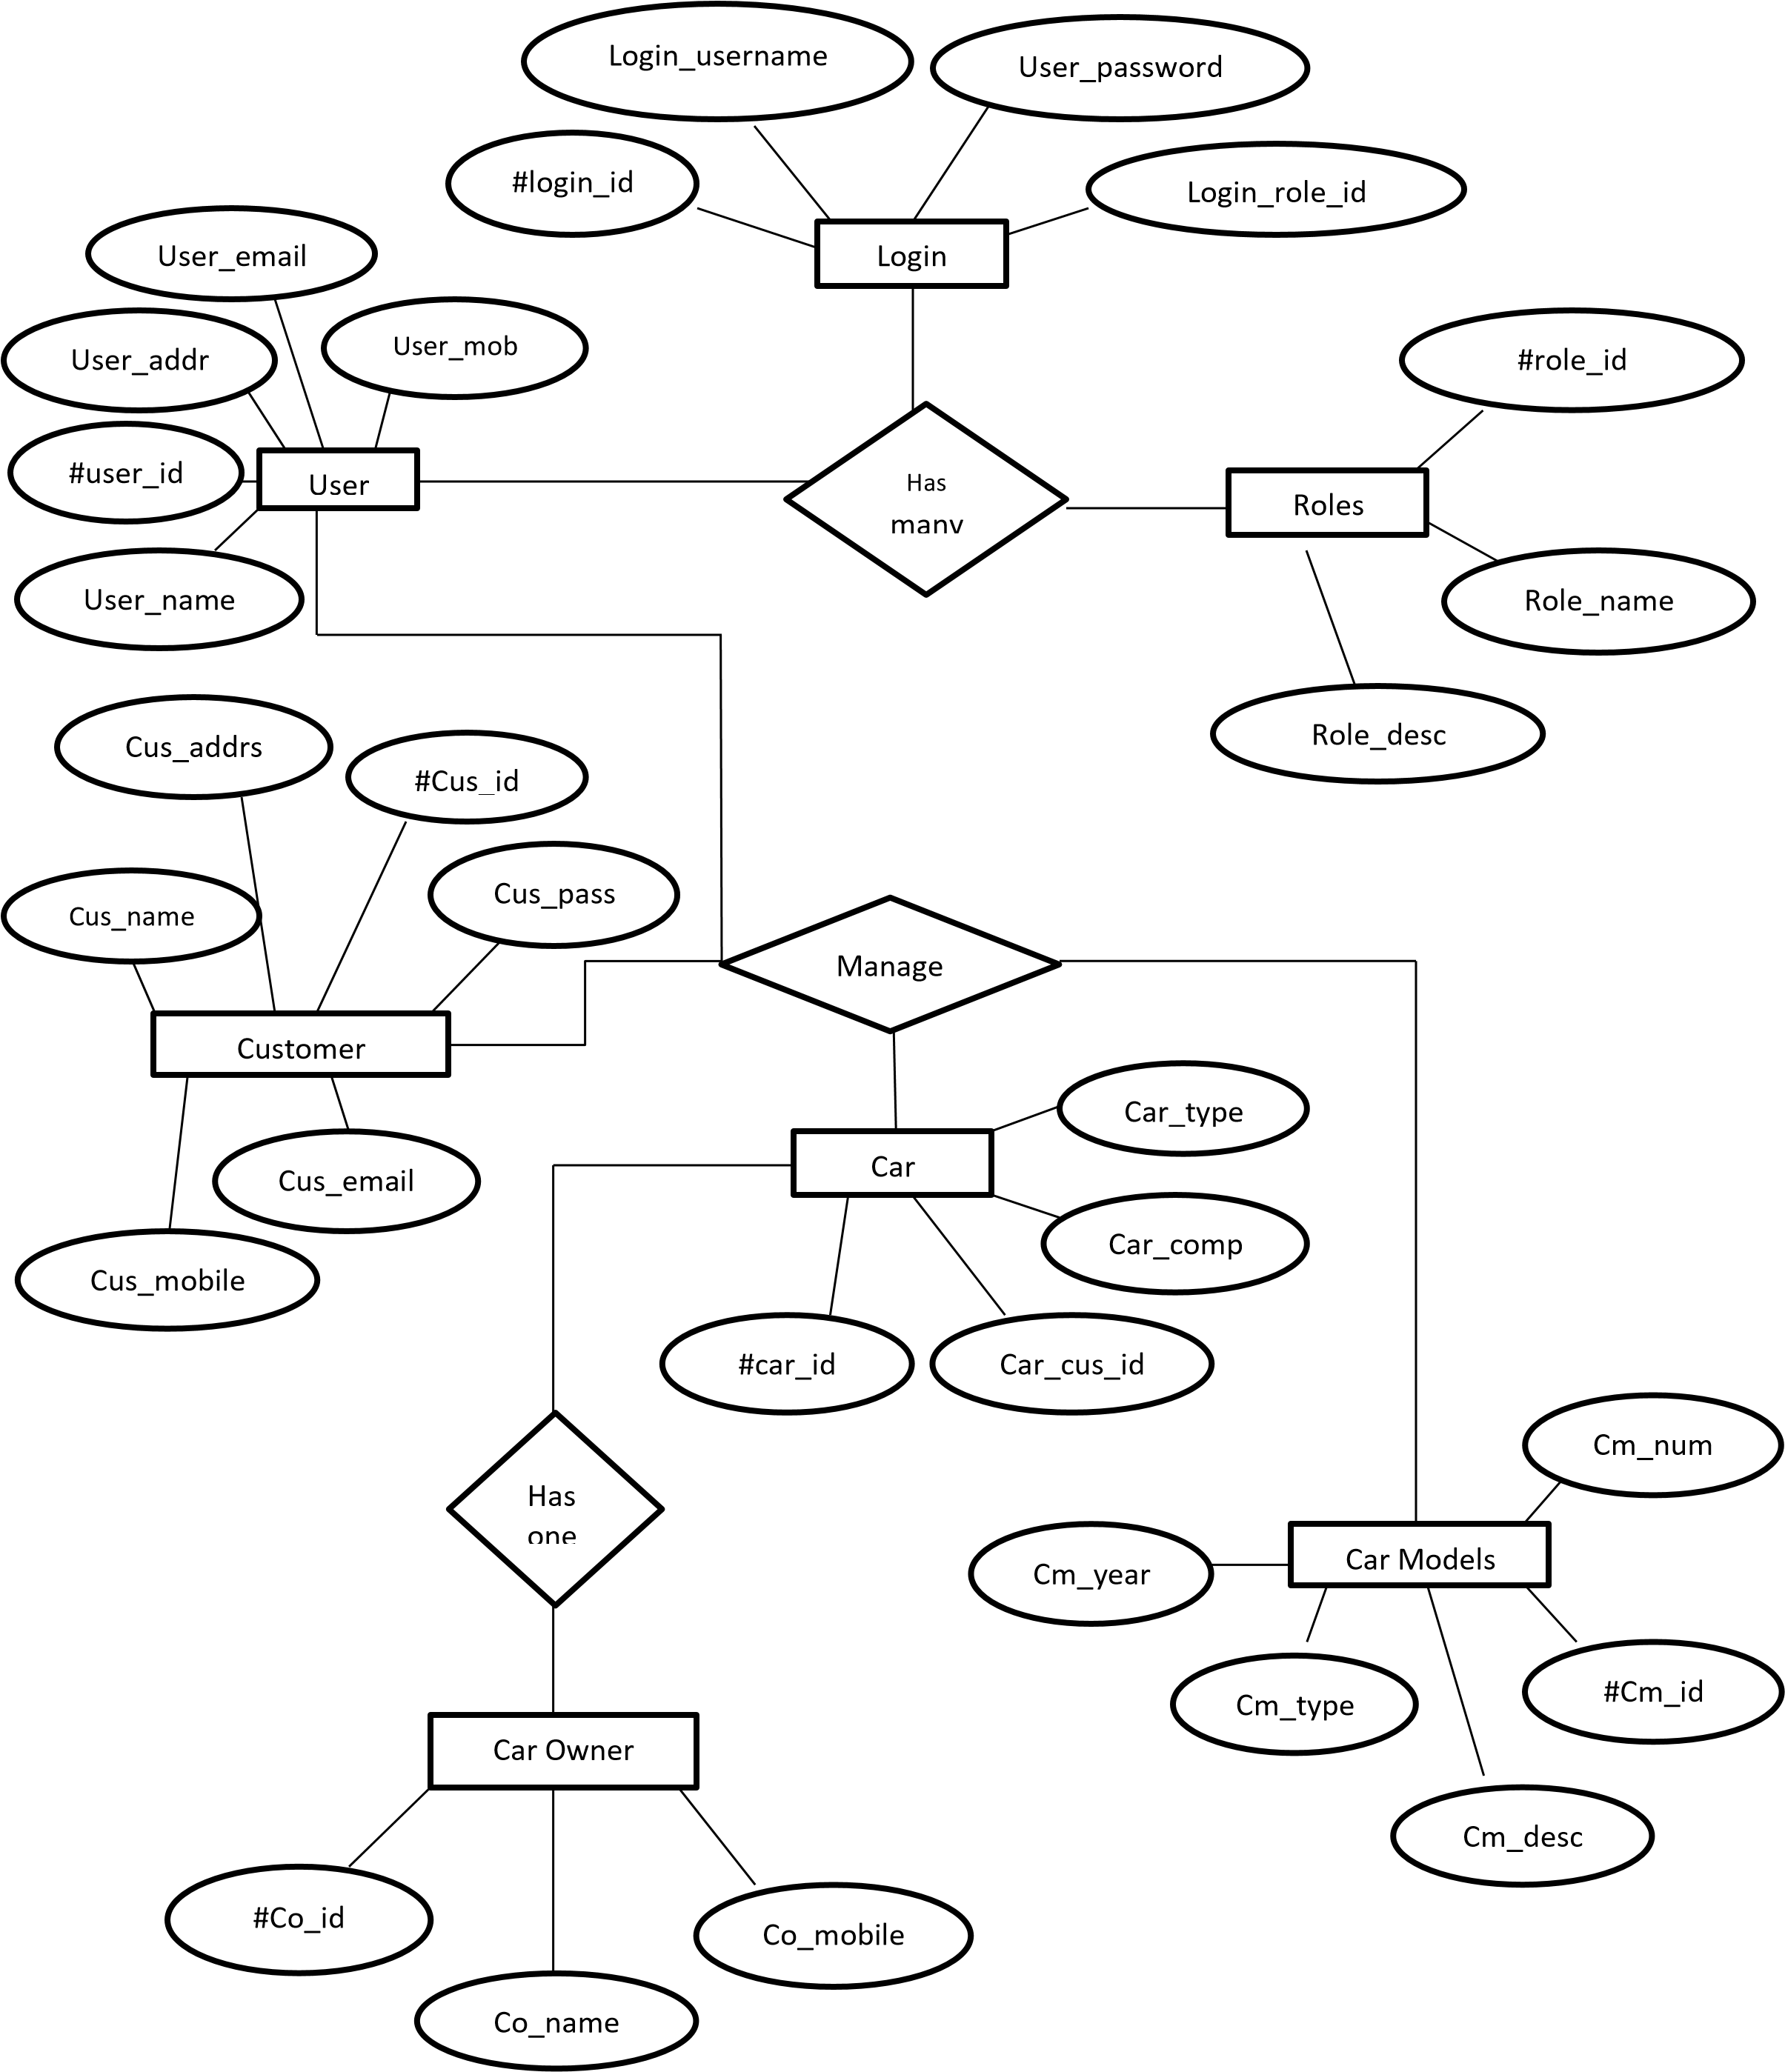 Login_username
User_password
#login_id
Login_role_id
Login
User_email
User_addr
User_mob
#role_id
#user_id
User
Has
many
Roles
User_name
Role_name
Role_desc
Cus_addrs
#Cus_id
Cus_pass
Cus_name
Manage
Customer
Car_type
Car
Cus_email
Car_comp
Cus_mobile
#car_id
Car_cus_id
Cm_num
Has
one
Car Models
Cm_year
#Cm_id
Cm_type
Car Owner
Cm_desc
#Co_id
Co_mobile
Co_name